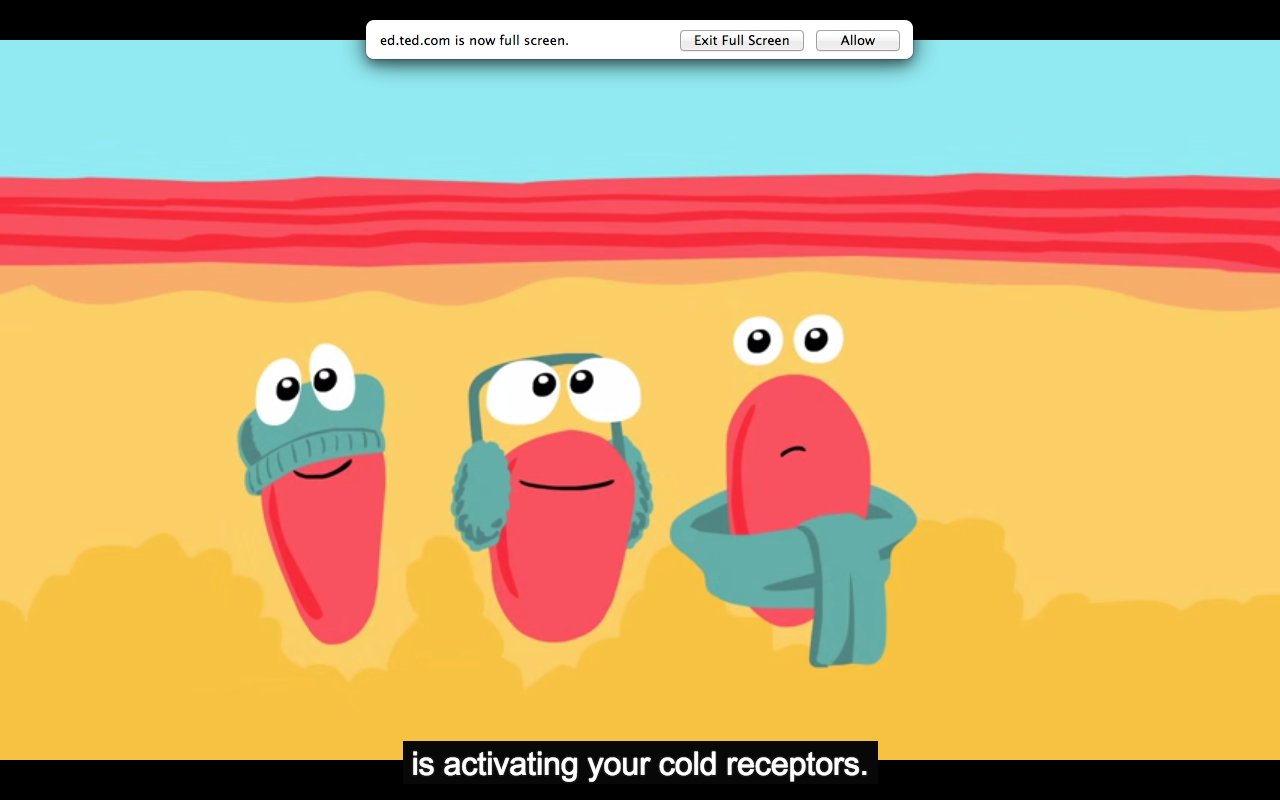 ed.ted.com is now full screen. Exit Full Screen Allow
is activating your cold receptors.